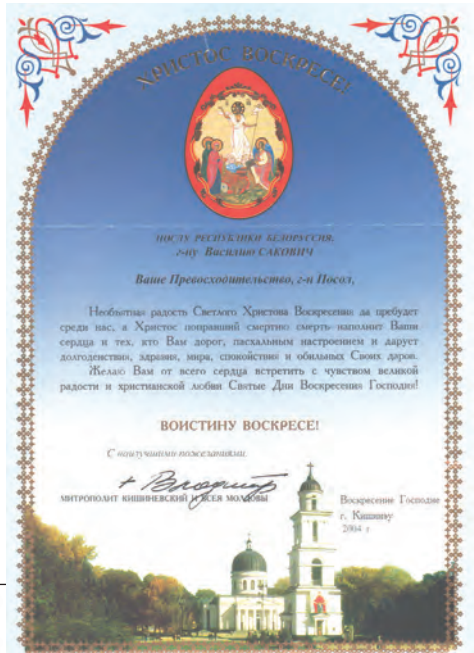 ХРИСТОС ВОСКРЕСЕ!
ПОСЛУ РЕСПУБЛИКИ БЕЛОРУССИЯ,
г-ну Василию САКОВИЧ
Ваше Превосходительство, г-н Посол,
Необъятная радость Светлого Христова Воскресения да пребудет
среди нас, а Христос поправший смертию смерть наполнит Ваши
сердца и тех, кто Вам дорог, пасхальным настроением и дарует
долгоденствия, здравия, мира, спокойствия и обильных Своих даров.
Желаю Вам от всего сердца встретить с чувством великой
радости и христианской любви Святые Дни Воскресения Господня!
ВОИСТИНУ ВОСКРЕСЕ!
С наилучшими пожеланиями
+ Владимир
МИТРОПОЛИТ КИШИНЕВСКИЙ И ВСЕЯ МОЛДОВЫ
Воскресение Господне
г. Кишинэу
2004 г